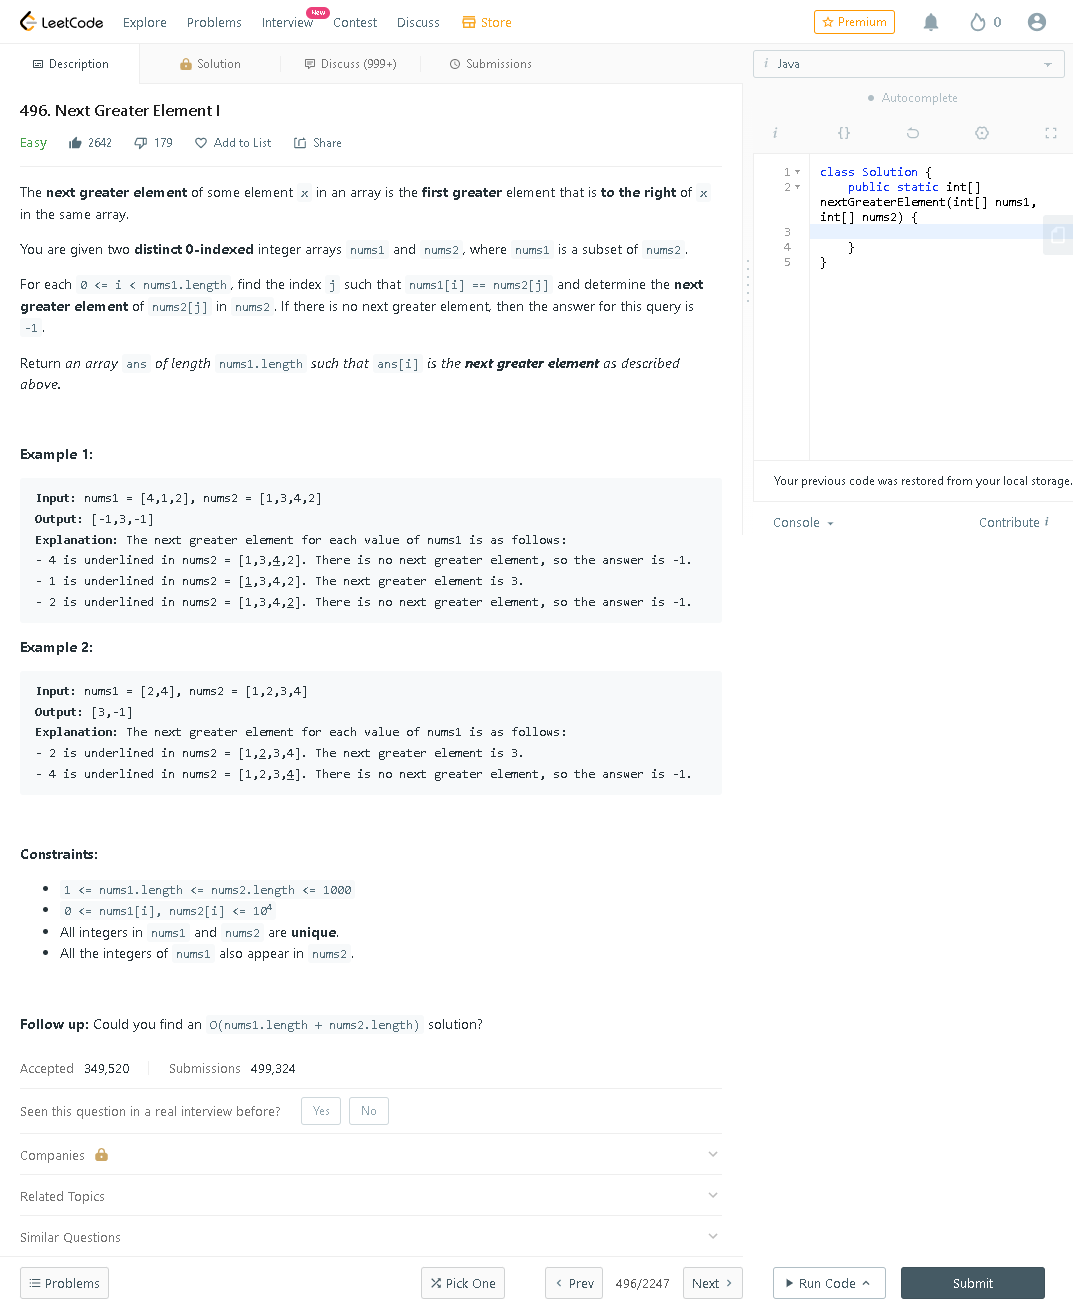 LeetCode Explore Problems Interview New Contest Discuss Store Premium 0
Description Solution Discuss (999+) Submissions
i Java
Autocomplete
496. Next Greater Element I
Easy 2642 179 Add to List Share
i {}
The next greater element of some element x in an array is the first greater element that is to the right of x
in the same array.
You are given two distinct 0-indexed integer arrays nums1 and nums2, where nums1 is a subset of nums2.
For each 0 <= i < nums1.length, find the index j such that nums1[i] == nums2[j] and determine the next
greater element of nums2[j] in nums2. If there is no next greater element, then the answer for this query is
-1.
Return an array ans of length nums1.length such that ans[i] is the next greater element as described
above.
Example 1:
Input: nums1 = [4,1,2], nums2 = [1,3,4,2]
Output: [-1,3,-1]
Explanation: The next greater element for each value of nums1 is as follows:
- 4 is underlined in nums2 = [1,3,4,2]. There is no next greater element, so the answer is -1.
- 1 is underlined in nums2 = [1,3,4,2]. The next greater element is 3.
- 2 is underlined in nums2 = [1,3,4,2]. There is no next greater element, so the answer is -1.
Example 2:
Input: nums1 = [2,4], nums2 = [1,2,3,4]
Output: [3,-1]
Explanation: The next greater element for each value of nums1 is as follows:
- 2 is underlined in nums2 = [1,2,3,4]. The next greater element is 3.
- 4 is underlined in nums2 = [1,2,3,4]. There is no next greater element, so the answer is -1.
Constraints:
1 <= nums1.length <= nums2.length <= 1000
0 <= nums1[i], nums2[i] <= 10⁴
All integers in nums1 and nums2 are unique.
All the integers of nums1 also appear in nums2.
Follow up: Could you find an O(nums1.length + nums2.length) solution?
Accepted 349,520 Submissions 499,324
Seen this question in a real interview before? Yes No
Companies
Related Topics
Similar Questions
1 class Solution {
2 public static int[]
nextGreaterElement(int[] nums1,
int[] nums2) {
3
4 }
5 }
Your previous code was restored from your local storage.
Console Contribute i
Problems Pick One Prev 496/2247 Next Run Code Submit